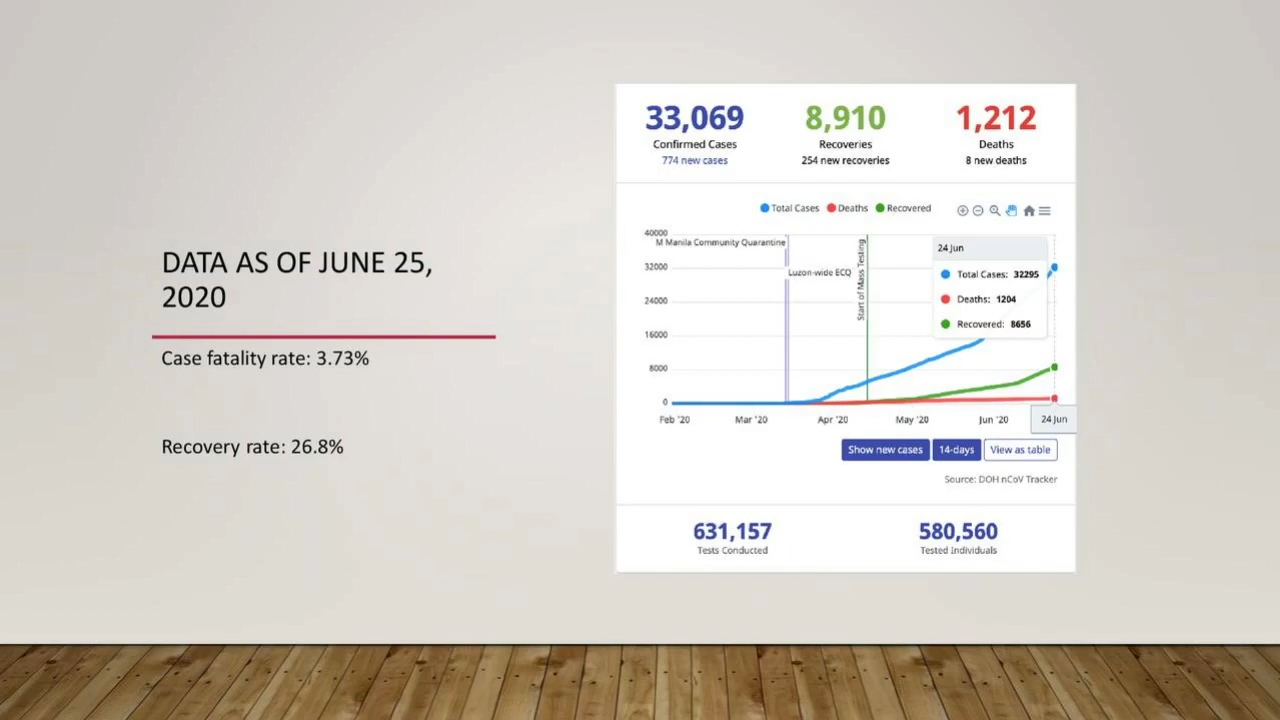 DATA AS OF JUNE 25,
2020
Case fatality rate: 3.73%
Recovery rate: 26.8%
33,069
Confirmed Cases
774 new cases
8,910
Recoveries
254 new recoveries
1,212
Deaths
8 new deaths
Total Cases Deaths Recovered
40000
32000
24000
16000
8000
0
M Manila Community Quarantine
Luzon-wide ECQ
Start of Mass Testing
24 Jun
Total Cases: 32295
Deaths: 1204
Recovered: 8656
Feb '20 Mar '20 Apr '20 May '20 Jun '20 24 Jun
Show new cases 14-days View as table
Source: DOH nCoV Tracker
631,157
Tests Conducted
580,560
Tested Individuals